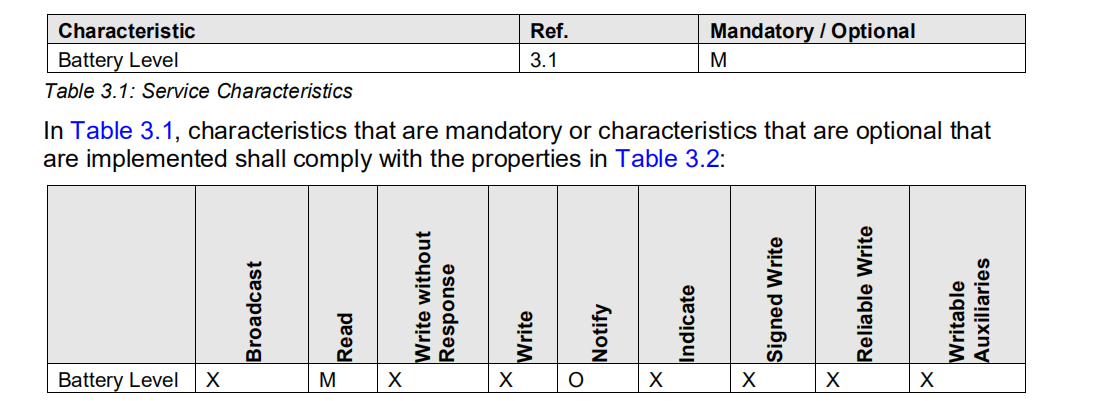 Characteristic Ref. Mandatory / Optional
Battery Level 3.1 M
Table 3.1: Service Characteristics
In Table 3.1, characteristics that are mandatory or characteristics that are optional that
are implemented shall comply with the properties in Table 3.2:
Broadcast Read Write without Response Write Notify Indicate Signed Write Reliable Write Writable Auxiliaries
Battery Level X M X X O X X X X